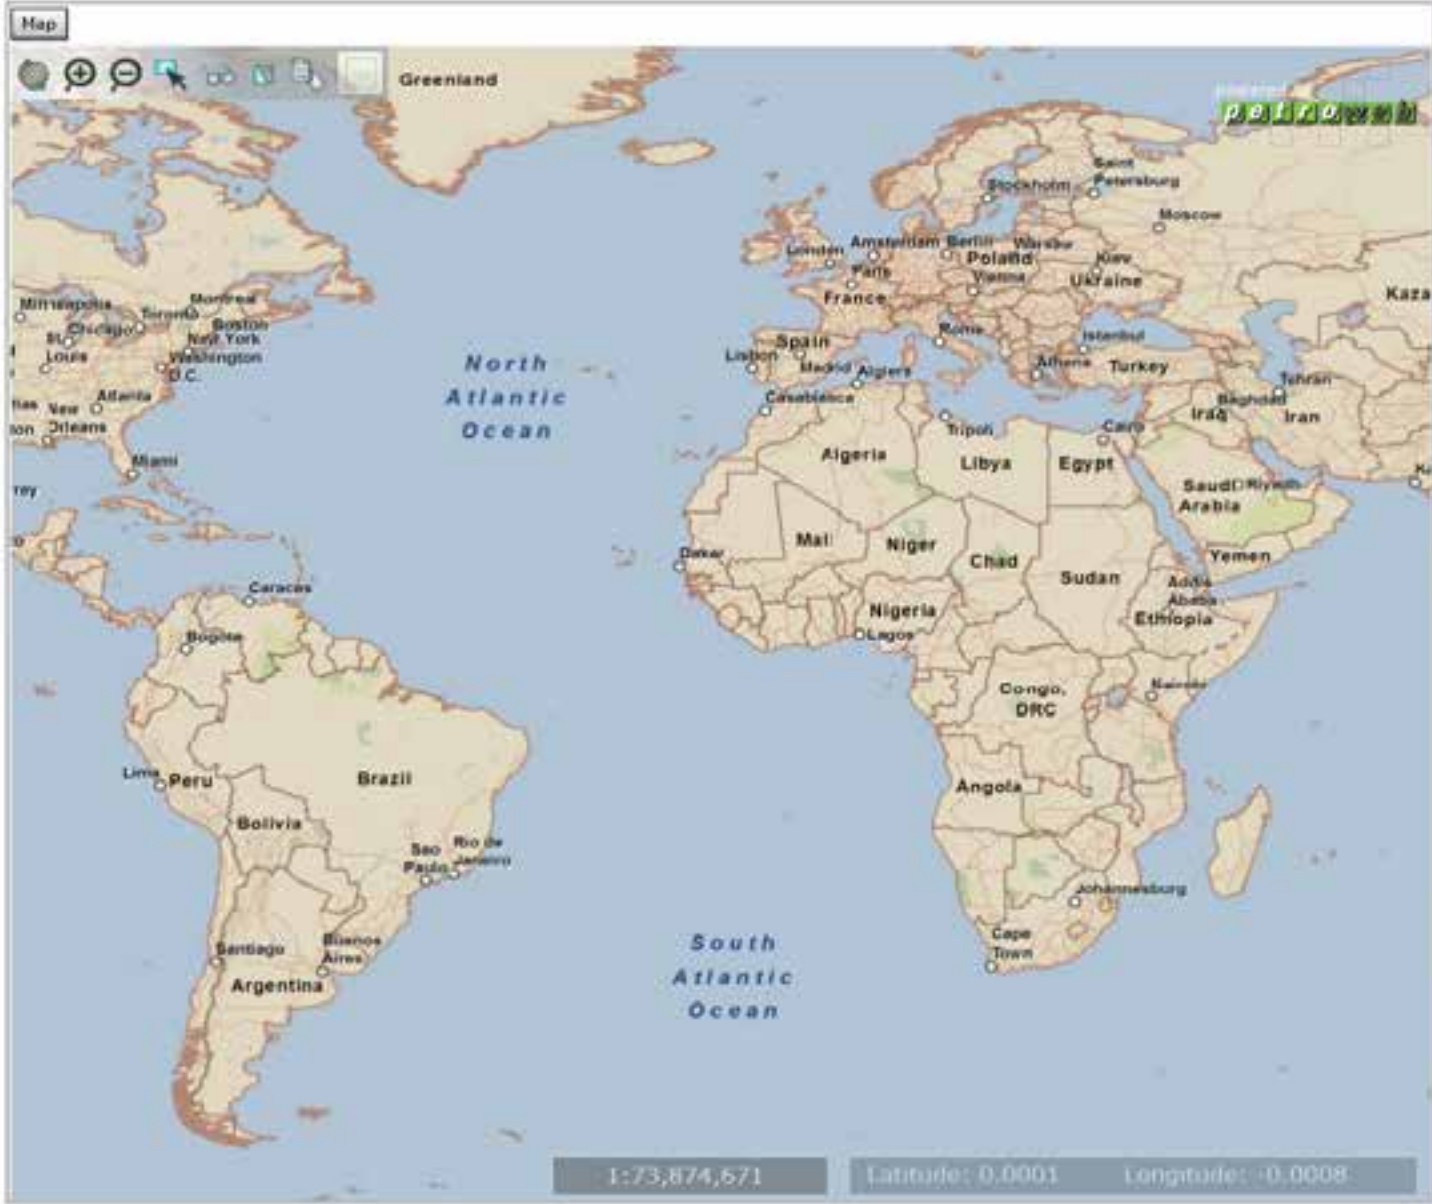 Map
Greenland
powered
petroweb
Saint
Petersburg
Stockholm
Moscow
London
Amsterdam
Berlin
Warsaw
Poland
Kiev
Paris
Vienna
Ukraine
France
Kaza
Minneapolis
Toronto
Montreal
Chicago
Boston
St.
New York
Louis
Washington
D.C.
Rome
Istanbul
Spain
Lisbon
Madrid
Algiers
Athens
Turkey
North
Atlantic
Ocean
Tehran
Atlanta
New
Orleans
Casablanca
Baghdad
Iraq
Iran
Tripoli
Cairo
Miami
Algeria
Libya
Egypt
Saudi
Riyadh
Arabia
Dakar
Mali
Niger
Chad
Sudan
Yemen
Addis
Ababa
Ethiopia
Caracas
Bogota
Nigeria
Lagos
Congo,
DRC
Nairobi
Lima
Peru
Brazil
Angola
Bolivia
Sao
Paulo
Rio de
Janeiro
Johannesburg
Santiago
Buenos
Aires
Argentina
South
Atlantic
Ocean
Cape
Town
1:73,874,671
Latitude: 0.0001
Longitude: -0.0008